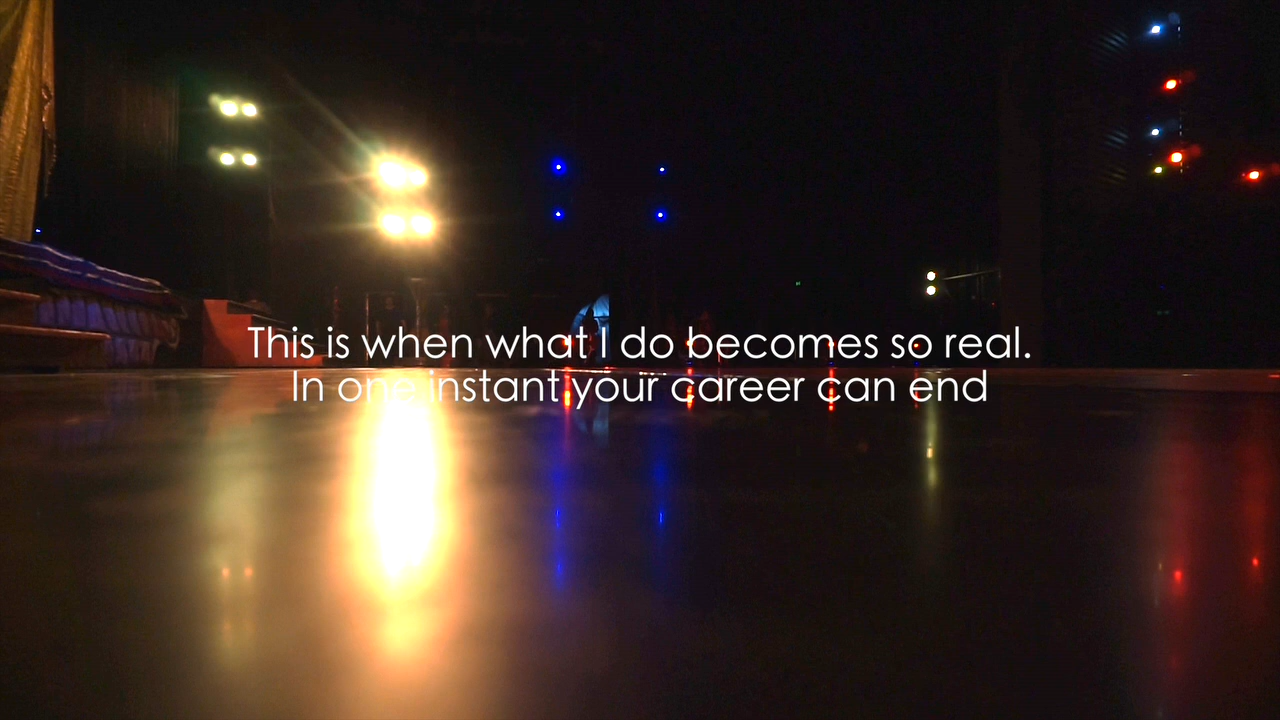 This is when what I do becomes so real.
In one instant your career can end